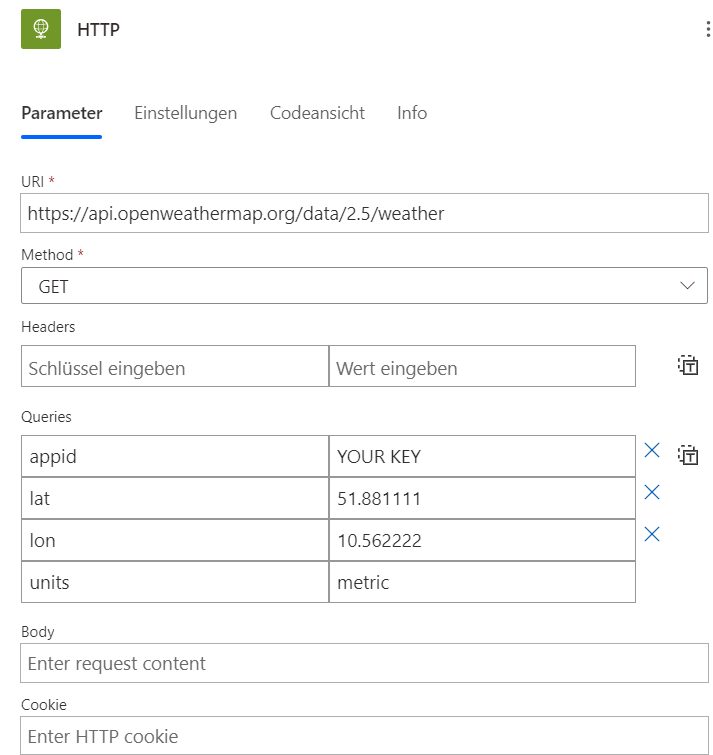 HTTP
Parameter Einstellungen Codeansicht Info
URI *
https://api.openweathermap.org/data/2.5/weather
Method *
GET
Headers
Schlüssel eingeben Wert eingeben
Queries
appid YOUR KEY
lat 51.881111
lon 10.562222
units metric
Body
Enter request content
Cookie
Enter HTTP cookie